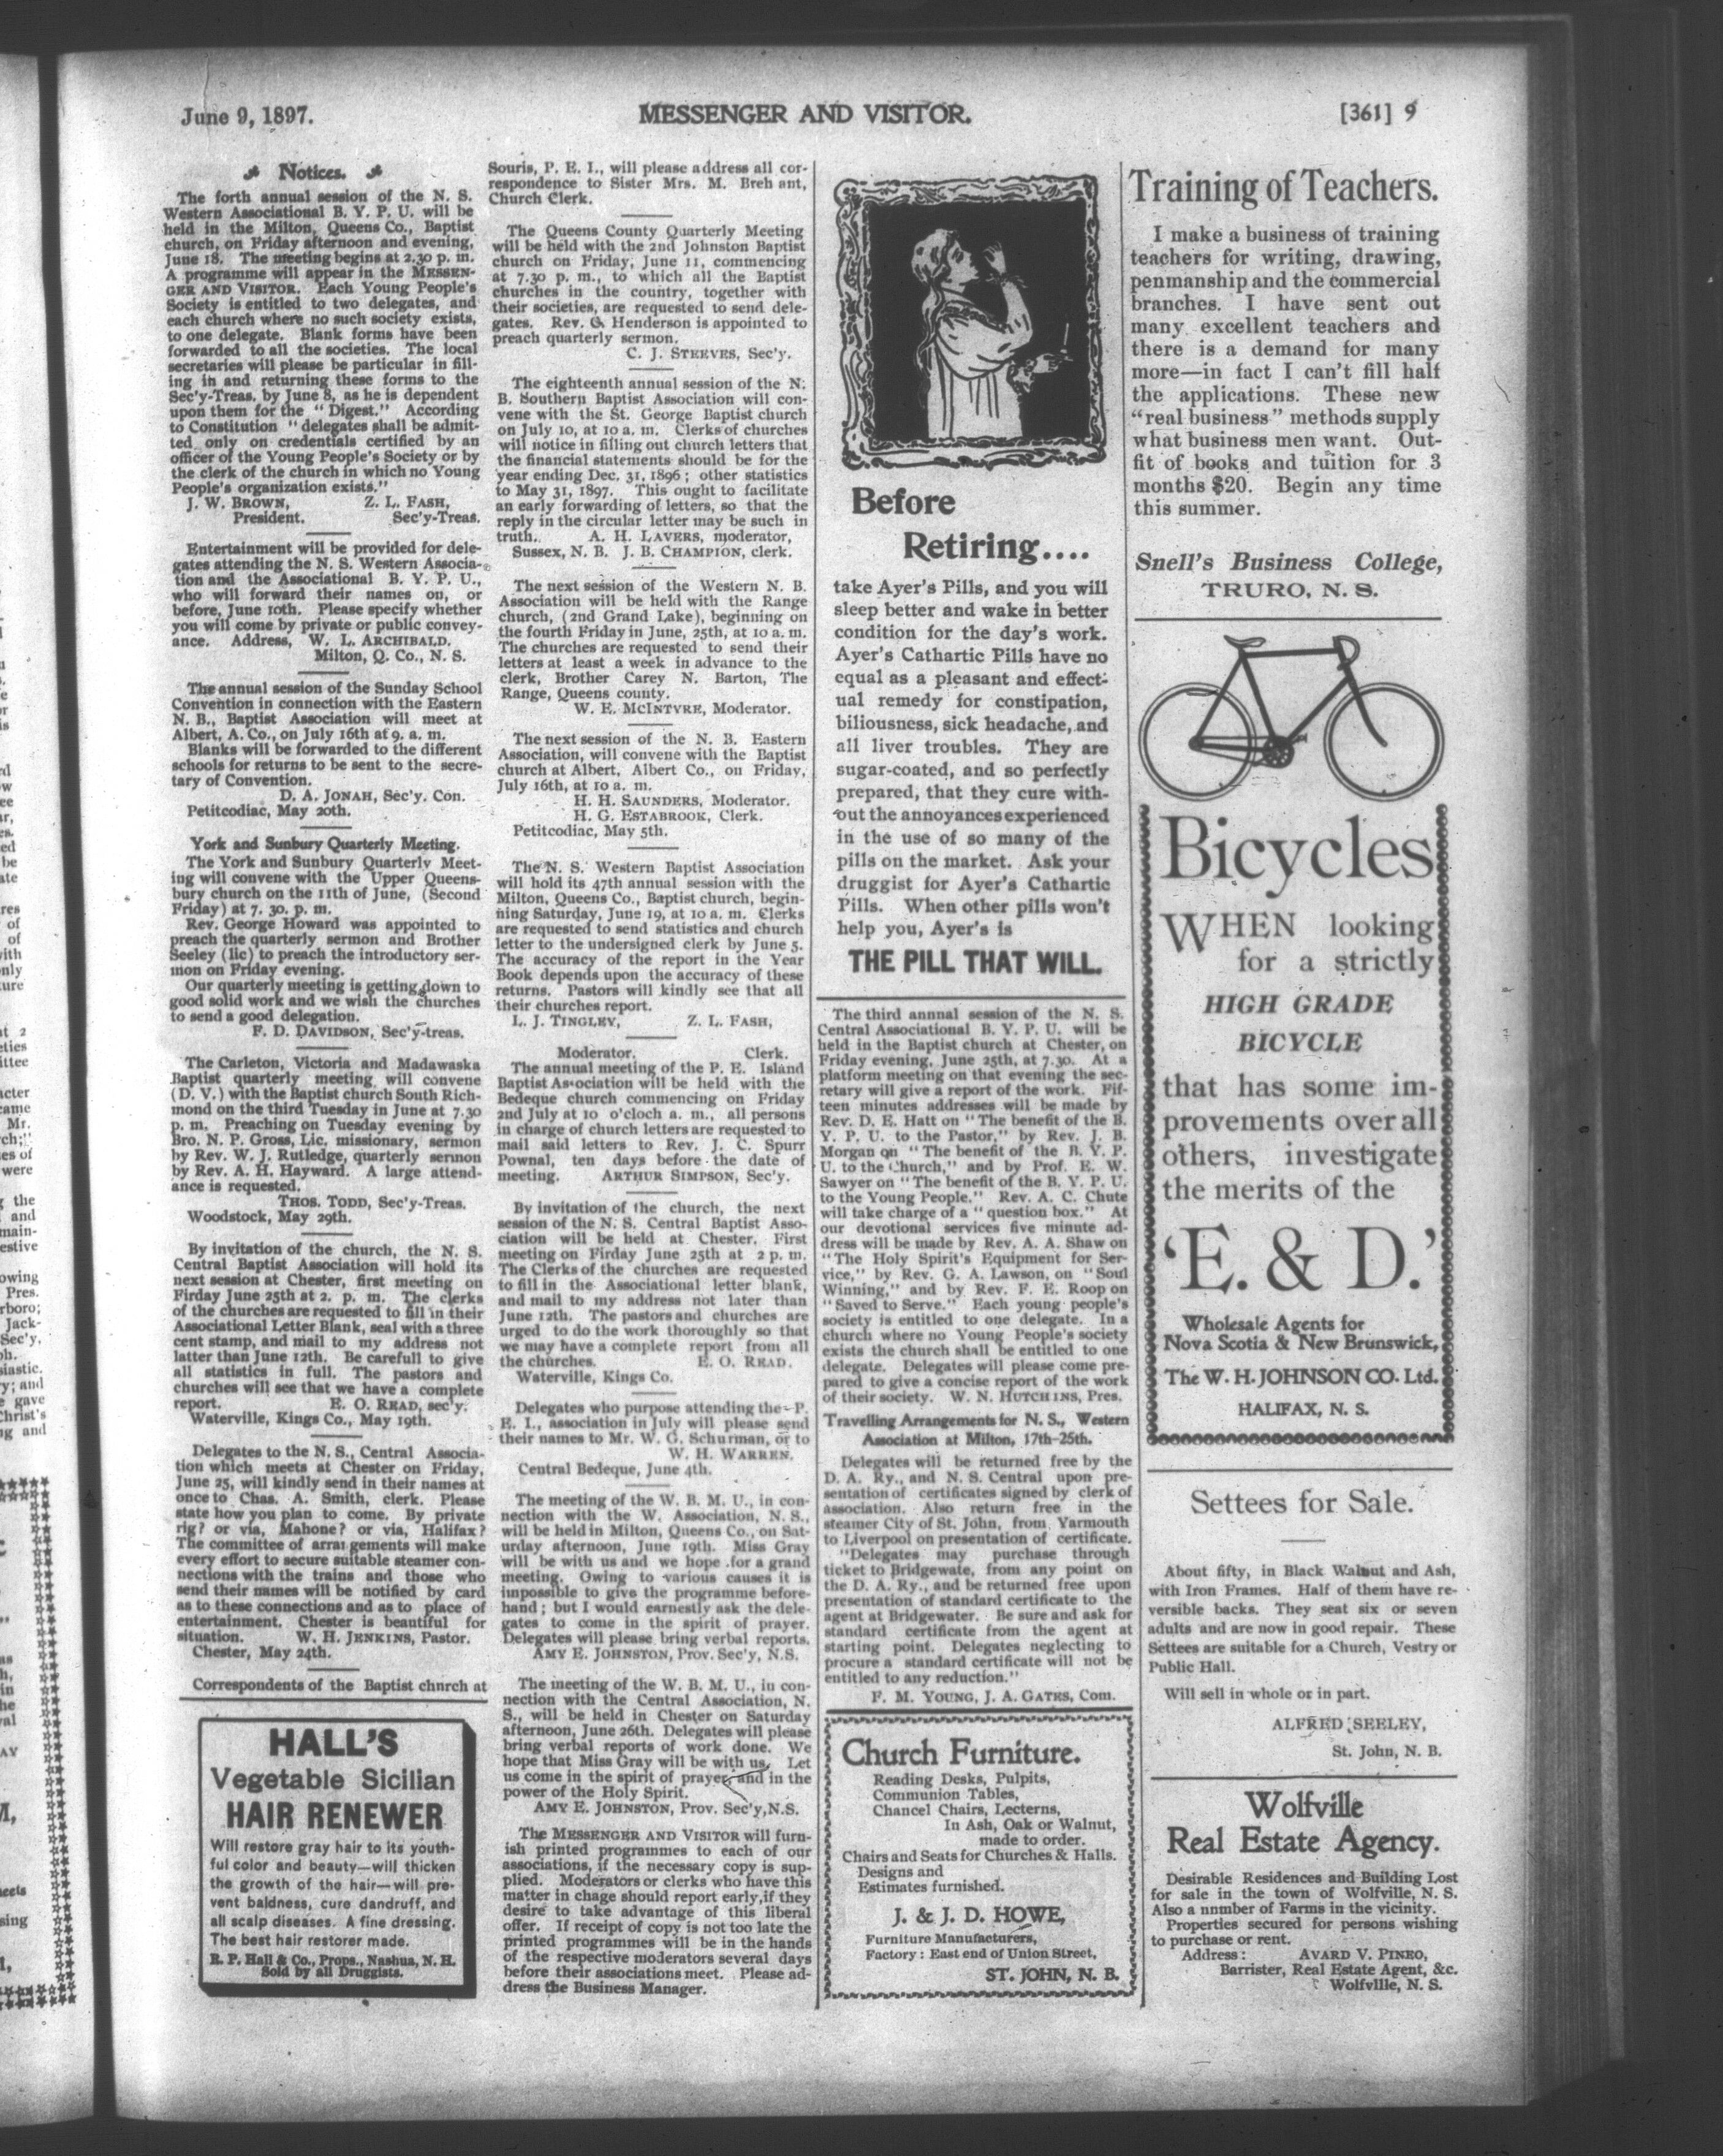 June 9, 1897.
MESSENGER AND VISITOR.
[361] 9
Notices.
The forth annual session of the N. S.
Western Associational B. Y. P. U. will be
held in the Milton, Queens Co., Baptist
church, on Friday afternoon and evening,
June 18. The meeting begins at 2.30 p. m.
A programme will appear in the MESSEN-
GER AND VISITOR. Each Young People's
Society is entitled to two delegates, and
each church where no such society exists,
to one delegate. Blank forms have been
forwarded to all the societies. The local
secretaries will please be particular in fill-
ing in and returning these forms to the
Sec'y-Treas. by June 8, as he is dependent
upon them for the "Digest." According
to Constitution "delegates shall be admit-
ted only on credentials certified by an
officer of the Young People's Society or by
the clerk of the church in which no Young
People's organization exists."
J. W. BROWN, Z. L. FASH,
President. Sec'y-Treas.
Entertainment will be provided for dele-
gates attending the N. S. Western Associa-
tion and the Associational B. Y. P. U.,
who will forward their names on, or
before, June 10th. Please specify whether
you will come by private or public convey-
ance. Address, W. L. ARCHIBALD.
Milton, Q. Co., N. S.
The annual session of the Sunday School
Convention in connection with the Eastern
N. B., Baptist Association will meet at
Albert, A. Co., on July 16th at 9. a. m.
Blanks will be forwarded to the different
schools for returns to be sent to the secre-
tary of Convention.
D. A. JONAH, Sec'y. Con.
Petitcodiac, May 20th.
York and Sunbury Quarterly Meeting.
The York and Sunbury Quarterly Meet-
ing will convene with the Upper Queens-
bury church on the 11th of June, (Second
Friday) at 7. 30. p. m.
Rev. George Howard was appointed to
preach the quarterly sermon and Brother
Seeley (lic) to preach the introductory ser-
mon on Friday evening.
Our quarterly meeting is getting down to
good solid work and we wish the churches
to send a good delegation.
F. D. DAVIDSON, Sec'y-treas.
The Carleton, Victoria and Madawaska
Baptist quarterly meeting will convene
(D. V.) with the Baptist church South Rich-
mond on the third Tuesday in June at 7.30
p. m. Preaching on Tuesday evening by
Bro. N. P. Gross, Lic. missionary, sermon
by Rev. W. J. Rutledge, quarterly sermon
by Rev. A. H. Hayward. A large attend-
ance is requested.
THOS. TODD, Sec'y-Treas.
Woodstock, May 29th.
By invitation of the church, the N. S.
Central Baptist Association will hold its
next session at Chester, first meeting on
Firday June 25th at 2. p. m. The clerks
of the churches are requested to fill in their
Associational Letter Blank, seal with a three
cent stamp, and mail to my address not
latter than June 12th. Be carefull to give
all statistics in full. The pastors and
churches will see that we have a complete
report. E. O. READ, sec'y.
Waterville, Kings Co., May 19th.
Delegates to the N. S., Central Associa-
tion which meets at Chester on Friday,
June 25, will kindly send in their names at
once to Chas. A. Smith, clerk. Please
state how you plan to come. By private
rig? or via, Mahone? or via, Halifax?
The committee of arrangements will make
every effort to secure suitable steamer con-
nections with the trains and those who
send their names will be notified by card
as to these connections and as to place of
entertainment. Chester is beautiful for
situation. W. H. JENKINS, Pastor.
Chester, May 24th.
Correspondents of the Baptist chnrch at
HALL'S
Vegetable Sicilian
HAIR RENEWER
Will restore gray hair to its youth-
ful color and beauty—will thicken
the growth of the hair—will pre-
vent baldness, cure dandruff, and
all scalp diseases. A fine dressing.
The best hair restorer made.
R. P. Hall & Co., Props., Nashua, N. H.
Sold by all Druggists.
Souris, P. E. I., will please address all cor-
respondence to Sister Mrs. M. Breh ant,
Church Clerk.
The Queens County Quarterly Meeting
will be held with the 2nd Johnston Baptist
church on Friday, June 11, commencing
at 7.30 p. m., to which all the Baptist
churches in the country, together with
their societies, are requested to send dele-
gates. Rev. G. Henderson is appointed to
preach quarterly sermon.
C. J. STEEVES, Sec'y.
The eighteenth annual session of the N.
B. Southern Baptist Association will con-
vene with the St. George Baptist church
on July 10, at 10 a. m. Clerks of churches
will notice in filling out church letters that
the financial statements should be for the
year ending Dec. 31, 1896; other statistics
to May 31, 1897. This ought to facilitate
an early forwarding of letters, so that the
reply in the circular letter may be such in
truth. A. H. LAVERS, moderator,
Sussex, N. B. J. B. CHAMPION, clerk.
The next session of the Western N. B.
Association will be held with the Range
church, (2nd Grand Lake), beginning on
the fourth Friday in June, 25th, at 10 a. m.
The churches are requested to send their
letters at least a week in advance to the
clerk, Brother Carey N. Barton, The
Range, Queens county.
W. E. MCINTYRE, Moderator.
The next session of the N. B. Eastern
Association, will convene with the Baptist
church at Albert, Albert Co., on Friday,
July 16th, at 10 a. m.
H. H. SAUNDERS, Moderator.
H. G. ESTABROOK, Clerk.
Petitcodiac, May 5th.
The N. S. Western Baptist Association
will hold its 47th annual session with the
Milton, Queens Co., Baptist church, begin-
ning Saturday, June 19, at 10 a. m. Clerks
are requested to send statistics and church
letter to the undersigned clerk by June 5.
The accuracy of the report in the Year
Book depends upon the accuracy of these
returns. Pastors will kindly see that all
their churches report.
L. J. TINGLEY, Z. L. FASH,
Moderator. Clerk.
The annual meeting of the P. E. Island
Baptist Association will be held with the
Bedeque church commencing on Friday
2nd July at 10 o'cloch a. m., all persons
in charge of church letters are requested to
mail said letters to Rev. J. C. Spurr
Pownal, ten days before the date of
meeting. ARTHUR SIMPSON, Sec'y.
By invitation of the church, the next
session of the N. S. Central Baptist Asso-
ciation will be held at Chester. First
meeting on Firday June 25th at 2 p. m.
The Clerks of the churches are requested
to fill in the Associational letter blank,
and mail to my address not later than
June 12th. The pastors and churches are
urged to do the work thoroughly so that
we may have a complete report from all
the churches. E. O. READ.
Waterville, Kings Co.
Delegates who purpose attending the P.
E. I., association in July will please send
their names to Mr. W. G. Schurman, or to
W. H. WARREN.
Central Bedeque, June 4th.
The meeting of the W. B. M. U., in con-
nection with the W. Association, N. S.,
will be held in Milton, Queens Co., on Sat-
urday afternoon, June 19th. Miss Gray
will be with us and we hope for a grand
meeting. Owing to various causes it is
impossible to give the programme before-
hand; but I would earnestly ask the dele-
gates to come in the spirit of prayer.
Delegates will please bring verbal reports.
AMY E. JOHNSTON, Prov. Sec'y, N.S.
The meeting of the W. B. M. U., in con-
nection with the Central Association, N.
S., will be held in Chester on Saturday
afternoon, June 26th. Delegates will please
bring verbal reports of work done. We
hope that Miss Gray will be with us. Let
us come in the spirit of prayer and in the
power of the Holy Spirit.
AMY E. JOHNSTON, Prov. Sec'y, N.S.
The MESSENGER AND VISITOR will furn-
ish printed programmes to each of our
associations, if the necessary copy is sup-
plied. Moderators or clerks who have this
matter in chage should report early, if they
desire to take advantage of this liberal
offer. If receipt of copy is not too late the
printed programmes will be in the hands
of the respective moderators several days
before their associations meet. Please ad-
dress the Business Manager.
Before
Retiring....
take Ayer's Pills, and you will
sleep better and wake in better
condition for the day's work.
Ayer's Cathartic Pills have no
equal as a pleasant and effect-
ual remedy for constipation,
biliousness, sick headache, and
all liver troubles. They are
sugar-coated, and so perfectly
prepared, that they cure with-
out the annoyances experienced
in the use of so many of the
pills on the market. Ask your
druggist for Ayer's Cathartic
Pills. When other pills won't
help you, Ayer's is
THE PILL THAT WILL.
The third annnal session of the N. S.
Central Associational B. Y. P. U. will be
held in the Baptist church at Chester, on
Friday evening, June 25th, at 7.30. At a
platform meeting on that evening the sec-
retary will give a report of the work. Fif-
teen minutes addresses will be made by
Rev. D. E. Hatt on "The benefit of the B.
Y. P. U. to the Pastor," by Rev. J. B.
Morgan on "The benefit of the B. Y. P.
U. to the Church," and by Prof. E. W.
Sawyer on "The benefit of the B. Y. P. U.
to the Young People." Rev. A. C. Chute
will take charge of a "question box." At
our devotional services five minute ad-
dress will be made by Rev. A. A. Shaw on
"The Holy Spirit's Equipment for Ser-
vice," by Rev. G. A. Lawson, on "Soul
Winning," and by Rev. F. E. Roop on
"Saved to Serve." Each young people's
society is entitled to one delegate. In a
church where no Young People's society
exists the church shall be entitled to one
delegate. Delegates will please come pre-
pared to give a concise report of the work
of their society. W. N. HUTCHINS, Pres.
Travelling Arrangements for N. S., Western
Association at Milton, 17th-25th.
Delegates will be returned free by the
D. A. Ry., and N. S. Central upon pre-
sentation of certificates signed by clerk of
association. Also return free in the
steamer City of St. John, from Yarmouth
to Liverpool on presentation of certificate.
"Delegates may purchase through
ticket to Bridgewate, from any point on
the D. A. Ry., and be returned free upon
presentation of standard certificate to the
agent at Bridgewater. Be sure and ask for
standard certificate from the agent at
starting point. Delegates neglecting to
procure a standard certificate will not be
entitled to any reduction."
F. M. YOUNG, J. A. GATES, Com.
Church Furniture.
Reading Desks, Pulpits,
Communion Tables,
Chancel Chairs, Lecterns,
In Ash, Oak or Walnut,
made to order.
Chairs and Seats for Churches & Halls.
Designs and
Estimates furnished.
J. & J. D. HOWE,
Furniture Manufacturers,
Factory: East end of Union Street,
ST. JOHN, N. B.
Training of Teachers.
I make a business of training
teachers for writing, drawing,
penmanship and the commercial
branches. I have sent out
many excellent teachers and
there is a demand for many
more—in fact I can't fill half
the applications. These new
"real business" methods supply
what business men want. Out-
fit of books and tuition for 3
months $20. Begin any time
this summer.
Snell's Business College,
TRURO, N. S.
Bicycles
WHEN looking
for a strictly
HIGH GRADE
BICYCLE
that has some im-
provements over all
others, investigate
the merits of the
'E. & D.'
Wholesale Agents for
Nova Scotia & New Brunswick,
The W. H. JOHNSON CO. Ltd.
HALIFAX, N. S.
Settees for Sale.
About fifty, in Black Walnut and Ash,
with Iron Frames. Half of them have re-
versible backs. They seat six or seven
adults and are now in good repair. These
Settees are suitable for a Church, Vestry or
Public Hall.
Will sell in whole or in part.
ALFRED SEELEY,
St. John, N. B.
Wolfville
Real Estate Agency.
Desirable Residences and Building Lost
for sale in the town of Wolfville, N. S.
Also a nnmber of Farms in the vicinity.
Properties secured for persons wishing
to purchase or rent.
Address: AVARD V. PINEO,
Barrister, Real Estate Agent, &c.
Wolfville, N. S.